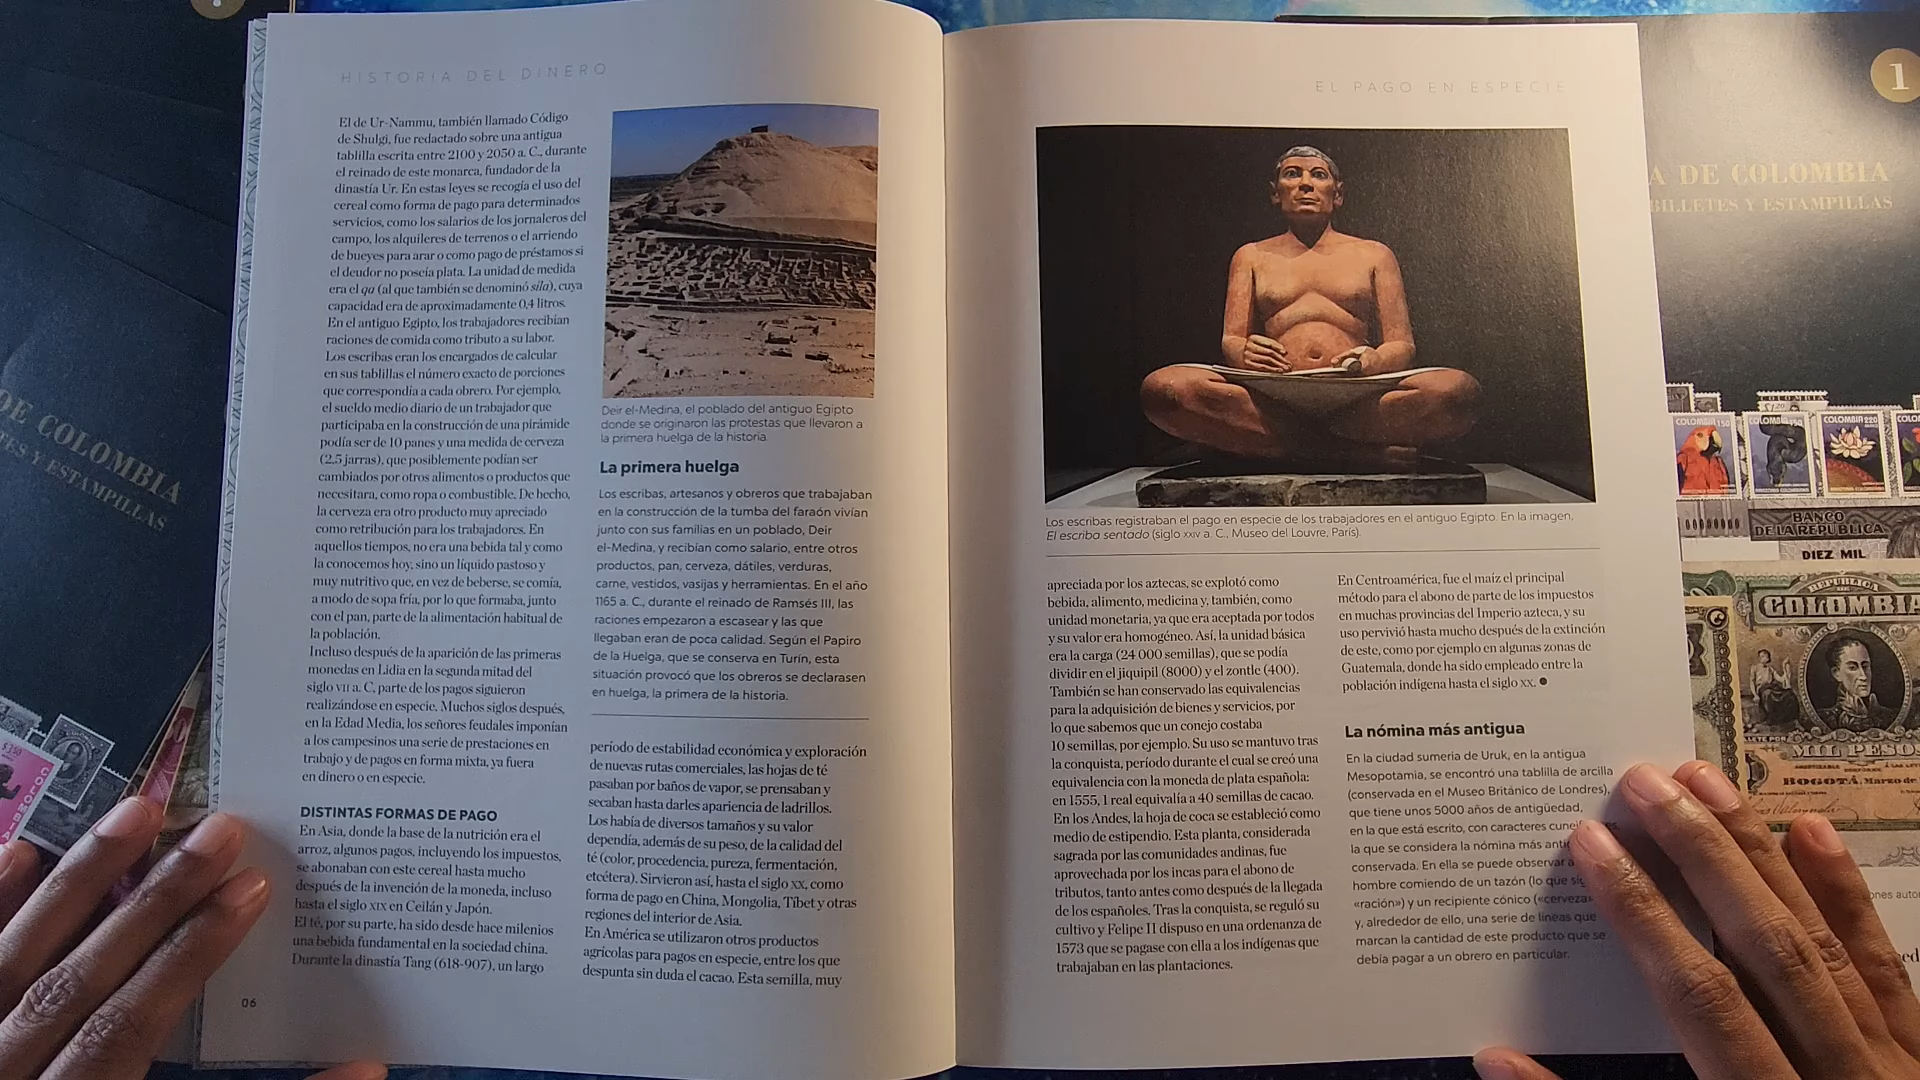 HISTORIA DEL DINERO
El de Ur-Nammu, también llamado Código
de Shulgi, fue redactado sobre una antigua
tablilla escrita entre 2100 y 2050 a. C., durante
el reinado de este monarca, fundador de la
dinastía Ur. En estas leyes se recogía el uso del
cereal como forma de pago para determinados
servicios, como los salarios de los jornaleros del
campo, los alquileres de terrenos o el arriendo
de bueyes para arar o como pago de préstamos si
el deudor no poseía plata. La unidad de medida
era el qa (al que también se denominó sila), cuya
capacidad era de aproximadamente 0,4 litros.
En el antiguo Egipto, los trabajadores recibían
raciones de comida como tributo a su labor.
Los escribas eran los encargados de calcular
en sus tablillas el número exacto de porciones
que correspondía a cada obrero. Por ejemplo,
el sueldo medio diario de un trabajador que
participaba en la construcción de una pirámide
podía ser de 10 panes y una medida de cerveza
(2,5 jarras), que posiblemente podían ser
cambiados por otros alimentos o productos que
necesitara, como ropa o combustible. De hecho,
la cerveza era otro producto muy apreciado
como retribución para los trabajadores. En
aquellos tiempos, no era una bebida tal y como
la conocemos hoy, sino un líquido pastoso y
muy nutritivo que, en vez de beberse, se comía,
a modo de sopa fría, por lo que formaba, junto
con el pan, parte de la alimentación habitual de
la población.
Incluso después de la aparición de las primeras
monedas en Lidia en la segunda mitad del
siglo VII a. C. parte de los pagos siguieron
realizándose en especie. Muchos siglos después,
en la Edad Media, los señores feudales imponían
a los campesinos una serie de prestaciones en
trabajo y de pagos en forma mixta, ya fuera
en dinero o en especie.
DISTINTAS FORMAS DE PAGO
En Asia, donde la base de la nutrición era el
arroz, algunos pagos, incluyendo los impuestos,
se abonaban con este cereal hasta mucho
después de la invención de la moneda, incluso
hasta el siglo XIX en Ceilán y Japón.
El té, por su parte, ha sido desde hace milenios
una bebida fundamental en la sociedad china.
Durante la dinastía Tang (618-907), un largo
06
Deir el-Medina, el poblado del antiguo Egipto
donde se originaron las protestas que llevaron a
la primera huelga de la historia.
La primera huelga
Los escribas, artesanos y obreros que trabajaban
en la construcción de la tumba del faraón vivían
junto con sus familias en un poblado, Deir
el-Medina, y recibían como salario, entre otros
productos, pan, cerveza, dátiles, verduras,
carne, vestidos, vasijas y herramientas. En el año
1165 a. C., durante el reinado de Ramsés III, las
raciones empezaron a escasear y las que
llegaban eran de poca calidad. Según el Papiro
de la Huelga, que se conserva en Turín, esta
situación provocó que los obreros se declarasen
en huelga, la primera de la historia.
período de estabilidad económica y exploración
de nuevas rutas comerciales, las hojas de té
pasaban por baños de vapor, se prensaban y
secaban hasta darles apariencia de ladrillos.
Los había de diversos tamaños y su valor
dependía, además de su peso, de la calidad del
té (color, procedencia, pureza, fermentación,
etcétera). Sirvieron así, hasta el siglo XX, como
forma de pago en China, Mongolia, Tíbet y otras
regiones del interior de Asia.
En América se utilizaron otros productos
agrícolas para pagos en especie, entre los que
despunta sin duda el cacao. Esta semilla, muy
EL PAGO EN ESPECIE
Los escribas registraban el pago en especie de los trabajadores en el antiguo Egipto. En la imagen,
El escriba sentado (siglo XXIV a. C., Museo del Louvre, París).
apreciada por los aztecas, se explotó como
bebida, alimento, medicina y, también, como
unidad monetaria, ya que era aceptada por todos
y su valor era homogéneo. Así, la unidad básica
era la carga (24 000 semillas), que se podía
dividir en el jiquipil (8000) y el zontle (400).
También se han conservado las equivalencias
para la adquisición de bienes y servicios, por
lo que sabemos que un conejo costaba
10 semillas, por ejemplo. Su uso se mantuvo tras
la conquista, período durante el cual se creó una
equivalencia con la moneda de plata española:
en 1555, 1 real equivalía a 40 semillas de cacao.
En los Andes, la hoja de coca se estableció como
medio de estipendio. Esta planta, considerada
sagrada por las comunidades andinas, fue
aprovechada por los incas para el abono de
tributos, tanto antes como después de la llegada
de los españoles. Tras la conquista, se reguló su
cultivo y Felipe II dispuso en una ordenanza de
1573 que se pagase con ella a los indígenas que
trabajaban en las plantaciones.
En Centroamérica, fue el maíz el principal
método para el abono de parte de los impuestos
en muchas provincias del Imperio azteca, y su
uso pervivió hasta mucho después de la extinción
de este, como por ejemplo en algunas zonas de
Guatemala, donde ha sido empleado entre la
población indígena hasta el siglo XX. ●
La nómina más antigua
En la ciudad sumeria de Uruk, en la antigua
Mesopotamia, se encontró una tablilla de arcilla
(conservada en el Museo Británico de Londres),
que tiene unos 5000 años de antigüedad,
en la que está escrito, con caracteres
la que se considera la nómina más
conservada. En ella se puede observar
hombre comiendo de un tazón (lo que
«ración») y un recipiente cónico («cerveza»
y, alrededor de ello, una serie de líneas que
marcan la cantidad de este producto que se
debía pagar a un obrero en particular.
DE COLOMBIA
Y ESTAMPILLAS
1
A DE COLOMBIA
BILLETES Y ESTAMPILLAS
COLOMBIA
COLOMBIA 220
BANCO
DE LA REPUBLICA
DIEZ MIL
REPUBLICA
COLOMBIA
MIL PESOS
BOGOTÁ, Marzo de